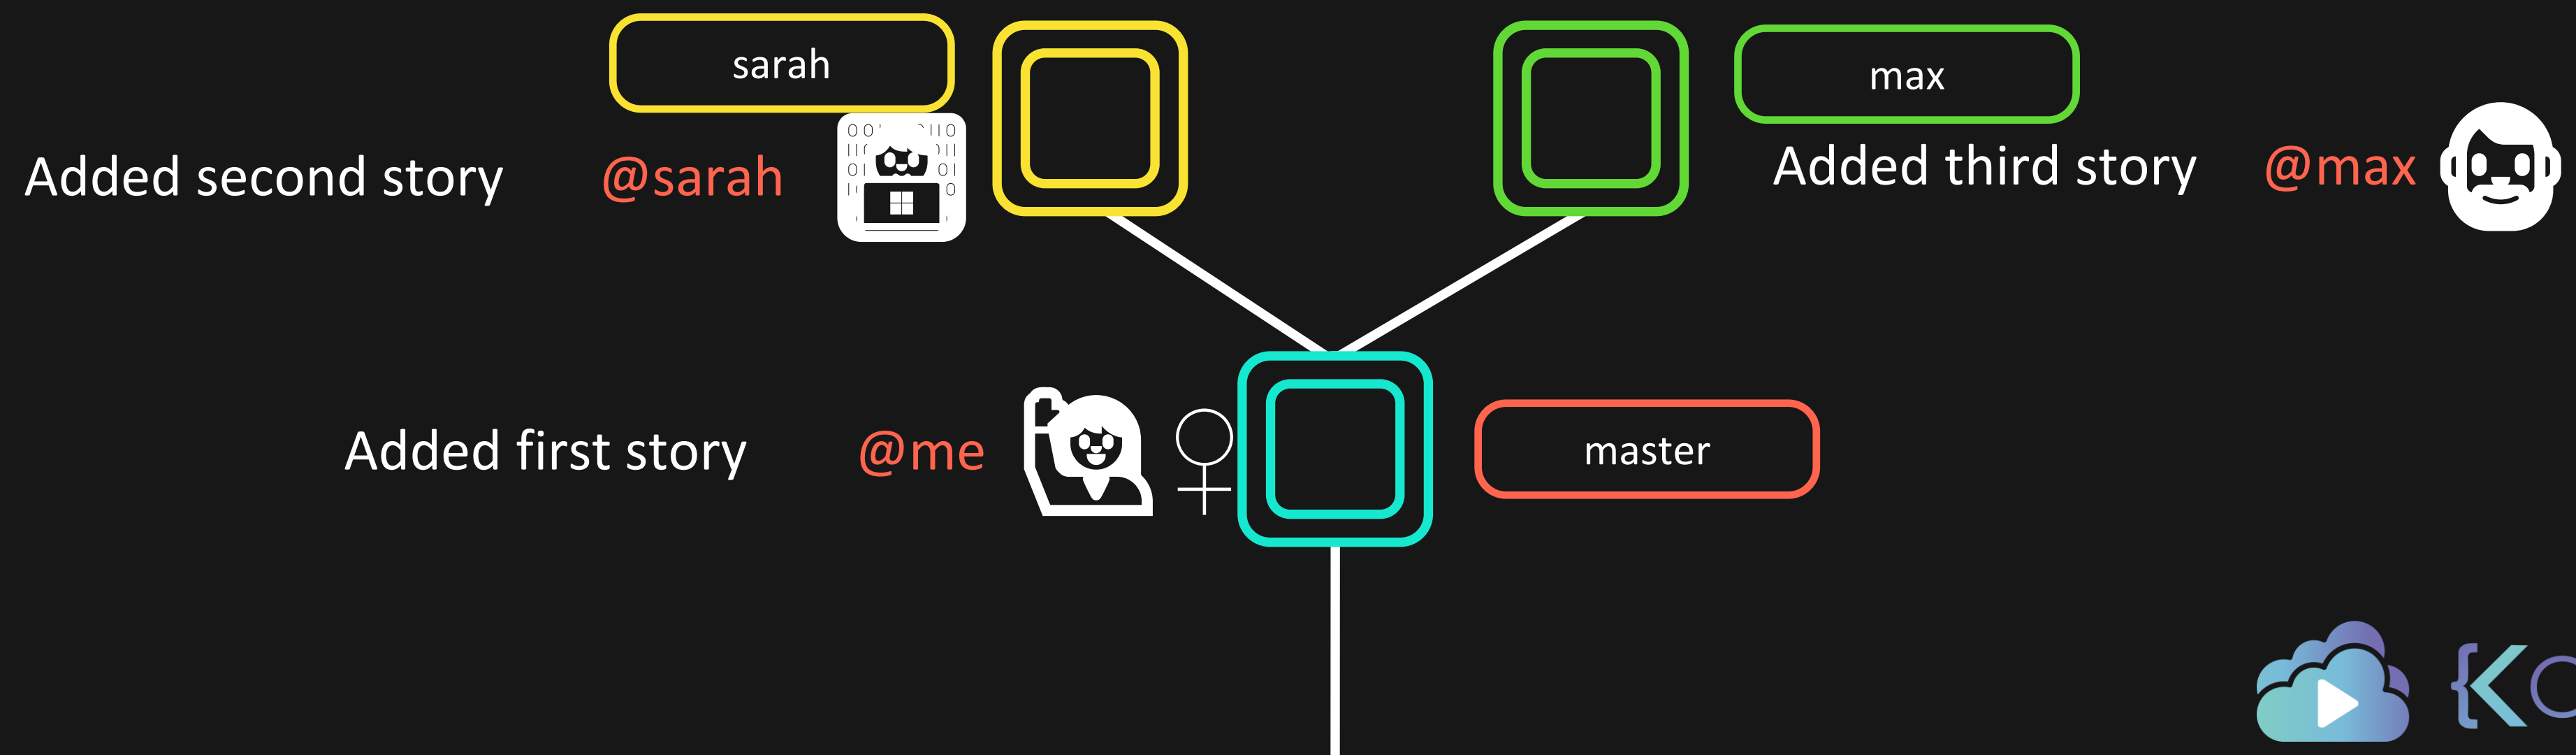 sarah
max
Added second story @sarah
Added third story @max
Added first story @me
master